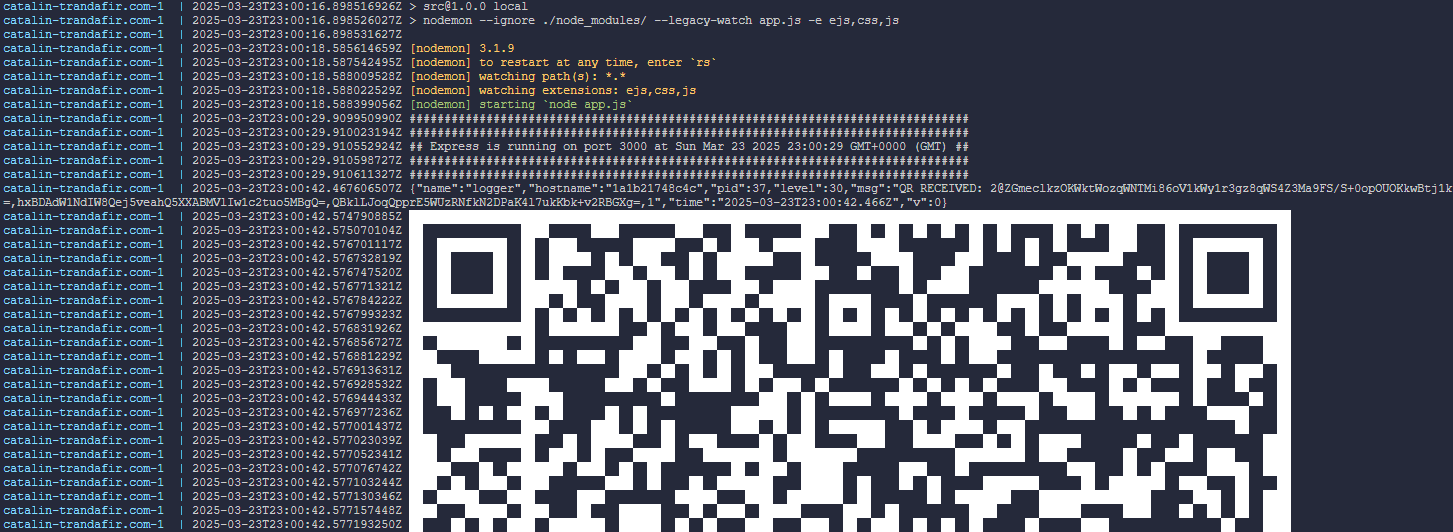 catalin-trandafir.com-1 | 2025-03-23T23:00:16.898516926Z > src@1.0.0 local
catalin-trandafir.com-1 | 2025-03-23T23:00:16.898526027Z > nodemon --ignore ./node_modules/ --legacy-watch app.js -e ejs,css,js
catalin-trandafir.com-1 | 2025-03-23T23:00:16.898531627Z
catalin-trandafir.com-1 | 2025-03-23T23:00:18.585614659Z [nodemon] 3.1.9
catalin-trandafir.com-1 | 2025-03-23T23:00:18.587542495Z [nodemon] to restart at any time, enter `rs`
catalin-trandafir.com-1 | 2025-03-23T23:00:18.588009528Z [nodemon] watching path(s): *.*
catalin-trandafir.com-1 | 2025-03-23T23:00:18.588022529Z [nodemon] watching extensions: ejs,css,js
catalin-trandafir.com-1 | 2025-03-23T23:00:18.588399056Z [nodemon] starting `node app.js`
catalin-trandafir.com-1 | 2025-03-23T23:00:29.909950990Z ################################################################################
catalin-trandafir.com-1 | 2025-03-23T23:00:29.910023194Z ################################################################################
catalin-trandafir.com-1 | 2025-03-23T23:00:29.910552924Z ## Express is running on port 3000 at Sun Mar 23 2025 23:00:29 GMT+0000 (GMT) ##
catalin-trandafir.com-1 | 2025-03-23T23:00:29.910598727Z ################################################################################
catalin-trandafir.com-1 | 2025-03-23T23:00:29.910611327Z ################################################################################
catalin-trandafir.com-1 | 2025-03-23T23:00:42.467606507Z {"name":"logger","hostname":"1a1b21748c4c","pid":37,"level":30,"msg":"QR RECEIVED: 2@ZGmeclkzOKWktWozqWNTMi86oV1kWy1r3gz8qWS4Z3Ma9FS/S+0opOUOKkwBtj1k
=,hxBDAdW1NdIW8Qej5veahQ5XXABMVlIw1c2tuo5MBgQ=,QBklLJoqQpprE5WUzRNfkN2DPaK4l7ukKbk+v2RBGXg=,1","time":"2025-03-23T23:00:42.466Z","v":0}
catalin-trandafir.com-1 | 2025-03-23T23:00:42.574790885Z
catalin-trandafir.com-1 | 2025-03-23T23:00:42.575070104Z
catalin-trandafir.com-1 | 2025-03-23T23:00:42.576701117Z
catalin-trandafir.com-1 | 2025-03-23T23:00:42.576732819Z
catalin-trandafir.com-1 | 2025-03-23T23:00:42.576747520Z
catalin-trandafir.com-1 | 2025-03-23T23:00:42.576771321Z
catalin-trandafir.com-1 | 2025-03-23T23:00:42.576784222Z
catalin-trandafir.com-1 | 2025-03-23T23:00:42.576799323Z
catalin-trandafir.com-1 | 2025-03-23T23:00:42.576831926Z
catalin-trandafir.com-1 | 2025-03-23T23:00:42.576856727Z
catalin-trandafir.com-1 | 2025-03-23T23:00:42.576881229Z
catalin-trandafir.com-1 | 2025-03-23T23:00:42.576913631Z
catalin-trandafir.com-1 | 2025-03-23T23:00:42.576928532Z
catalin-trandafir.com-1 | 2025-03-23T23:00:42.576944433Z
catalin-trandafir.com-1 | 2025-03-23T23:00:42.576977236Z
catalin-trandafir.com-1 | 2025-03-23T23:00:42.577001437Z
catalin-trandafir.com-1 | 2025-03-23T23:00:42.577023039Z
catalin-trandafir.com-1 | 2025-03-23T23:00:42.577052341Z
catalin-trandafir.com-1 | 2025-03-23T23:00:42.577076742Z
catalin-trandafir.com-1 | 2025-03-23T23:00:42.577103244Z
catalin-trandafir.com-1 | 2025-03-23T23:00:42.577130346Z
catalin-trandafir.com-1 | 2025-03-23T23:00:42.577157448Z
catalin-trandafir.com-1 | 2025-03-23T23:00:42.577193250Z